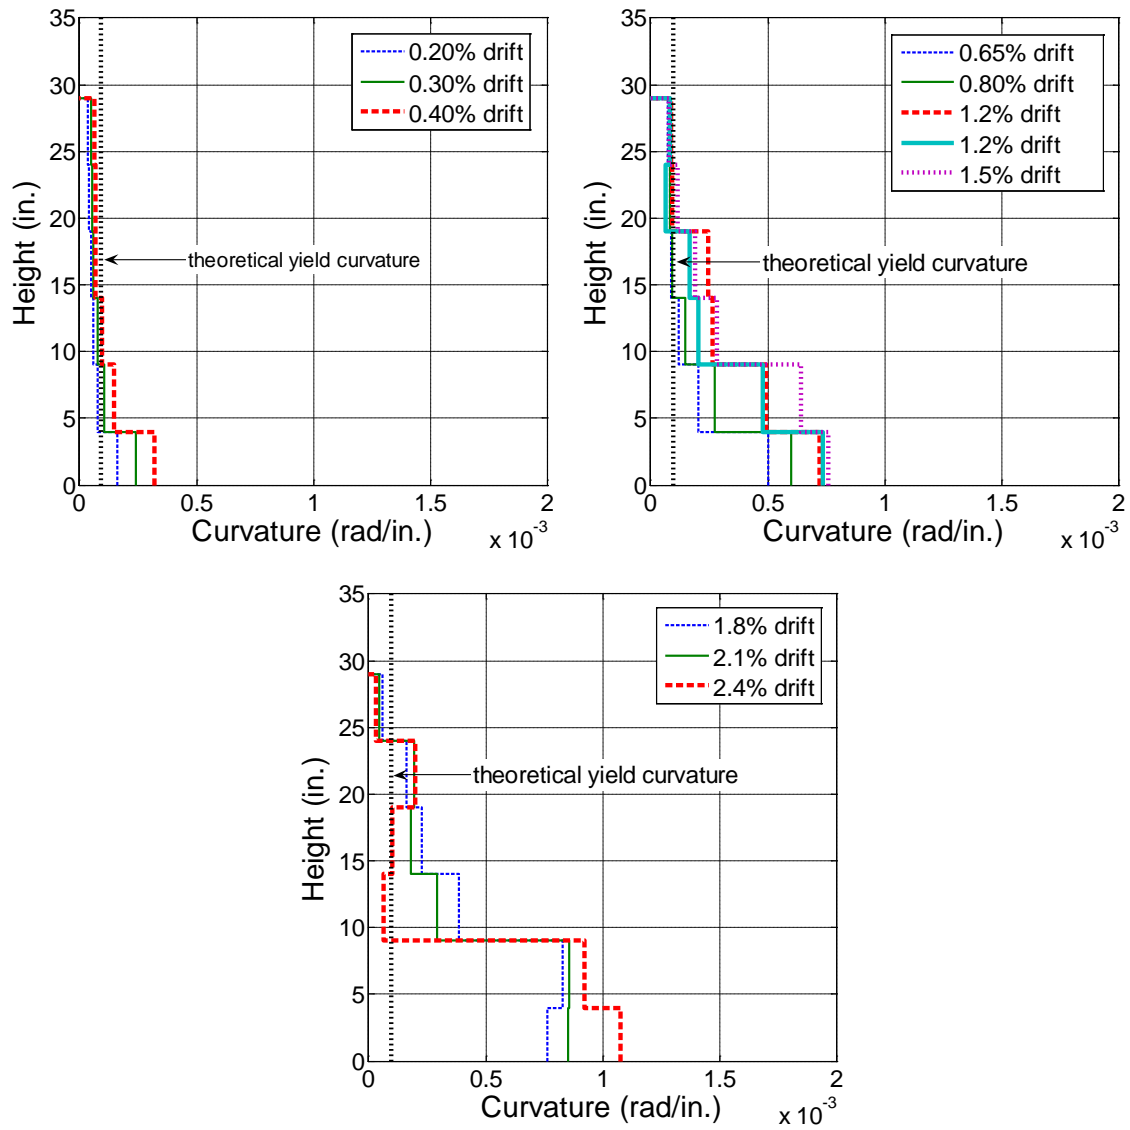 35
30
25
20
15
10
5
0
Height (in.)
0.20% drift
0.30% drift
0.40% drift
theoretical yield curvature
0 0.5 1 1.5 2
Curvature (rad/in.)
x 10-3
35
30
25
20
15
10
5
0
Height (in.)
0.65% drift
0.80% drift
1.2% drift
1.2% drift
1.5% drift
theoretical yield curvature
0 0.5 1 1.5 2
Curvature (rad/in.)
x 10-3
35
30
25
20
15
10
5
0
Height (in.)
1.8% drift
2.1% drift
2.4% drift
theoretical yield curvature
0 0.5 1 1.5 2
Curvature (rad/in.)
x 10-3